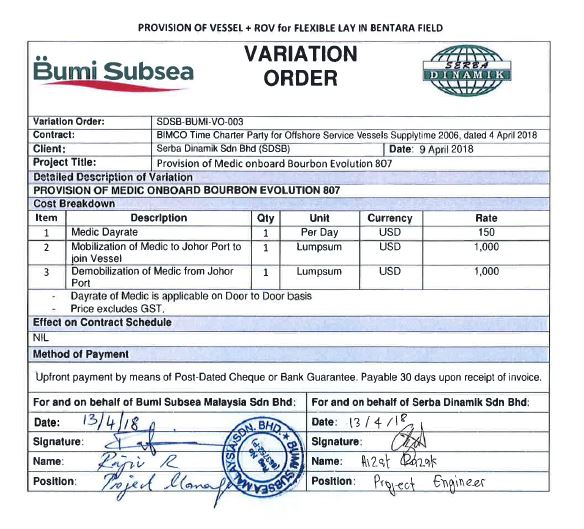 PROVISION OF VESSEL + ROV for FLEXIBLE LAY IN BENTARA FIELD
Bumi Subsea
VARIATION
ORDER
SERBA
DINAMIK
Variation Order: SDSB-BUMI-VO-003
Contract: BIMCO Time Charter Party for Offshore Service Vessels Supplytime 2006, dated 4 April 2018
Client: Serba Dinamik Sdn Bhd (SDSB) Date: 9 April 2018
Project Title: Provision of Medic onboard Bourbon Evolution 807
Detailed Description of Variation
PROVISION OF MEDIC ONBOARD BOURBON EVOLUTION 807
Cost Breakdown
Item Description Qty Unit Currency Rate
1 Medic Dayrate 1 Per Day USD 150
2 Mobilization of Medic to Johor Port to 1 Lumpsum USD 1,000
join Vessel
3 Demobilization of Medic from Johor 1 Lumpsum USD 1,000
Port
- Dayrate of Medic is applicable on Door to Door basis
- Price excludes GST.
Effect on Contract Schedule
NIL
Method of Payment
Upfront payment by means of Post-Dated Cheque or Bank Guarantee. Payable 30 days upon receipt of invoice.
For and on behalf of Bumi Subsea Malaysia Sdn Bhd: For and on behalf of Serba Dinamik Sdn Bhd:
Date: 13/4/18 Date: 13/4/18
Signature: Signature:
Name: Rajiv R Name: Aizat Razak
Position: Project Manager Position: Project Engineer
BUMI SUBSEA MALAYSIA SDN. BHD.